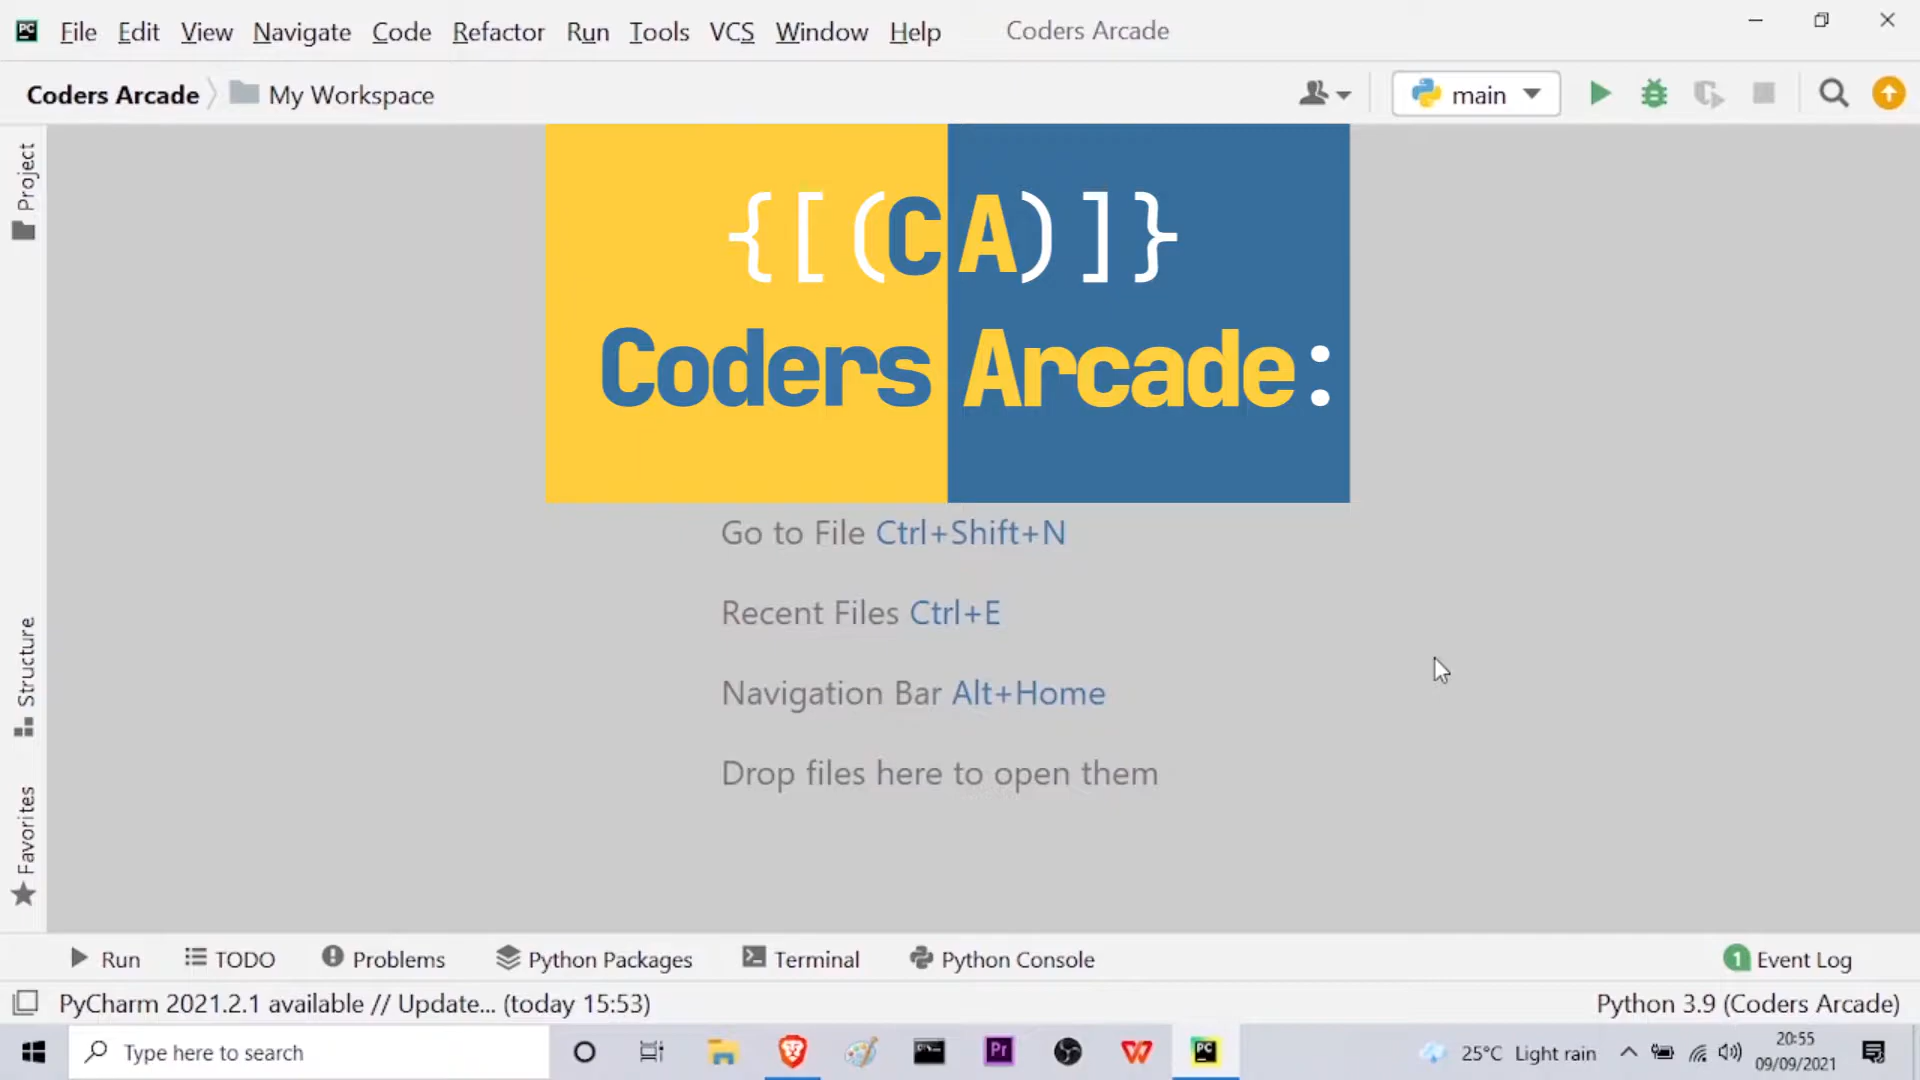 File Edit View Navigate Code Refactor Run Tools VCS Window Help Coders Arcade
Coders Arcade My Workspace
main
Project
{[(CA)]}
Coders Arcade:
Go to File Ctrl+Shift+N
Recent Files Ctrl+E
Navigation Bar Alt+Home
Drop files here to open them
Structure
Favorites
Run TODO Problems Python Packages Terminal Python Console 1 Event Log
PyCharm 2021.2.1 available // Update... (today 15:53) Python 3.9 (Coders Arcade)
Type here to search Pr PC 25°C Light rain 20:55
09/09/2021